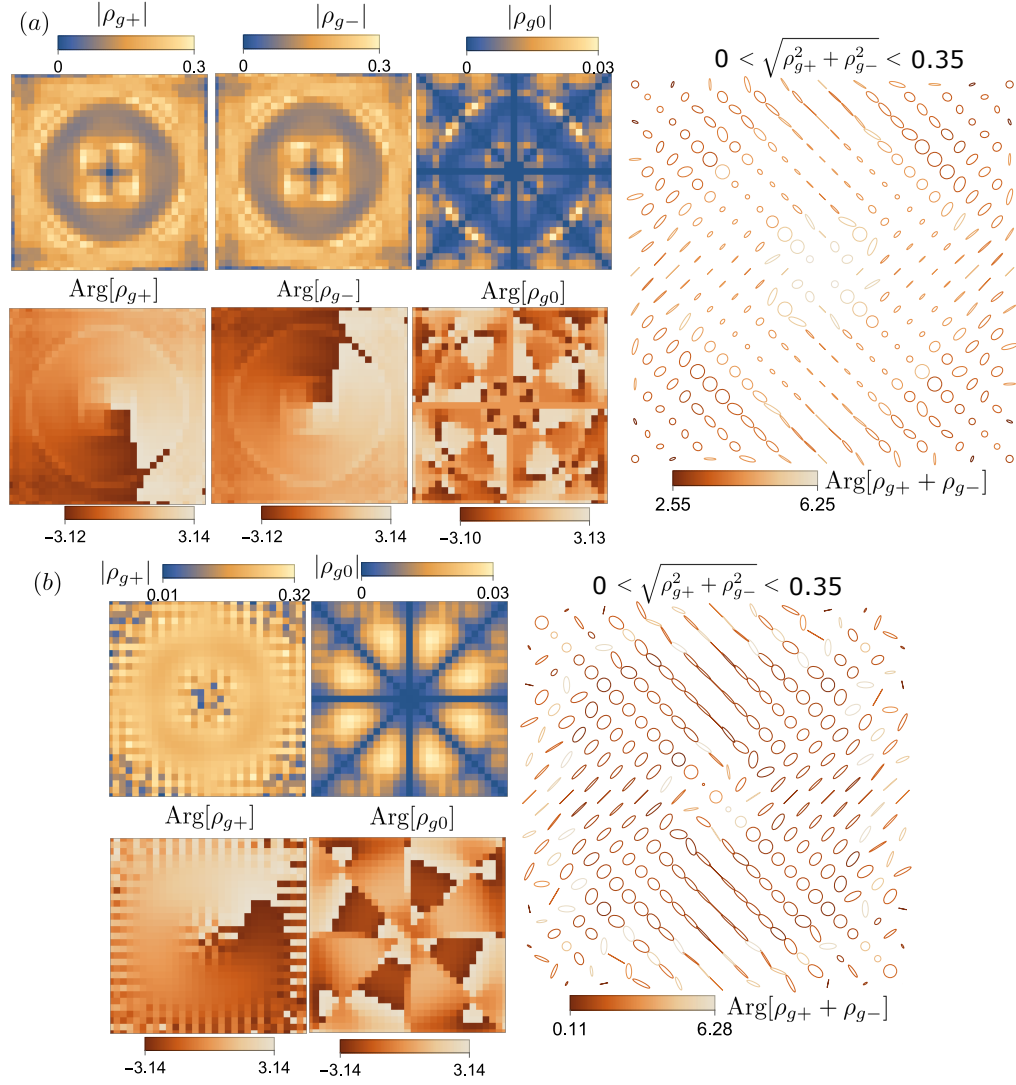 (a)
|ρg+|
0 0.3
|ρg−|
0 0.3
|ρg0|
0 0.03
0 < √ρ²g+ + ρ²g− < 0.35
Arg[ρg+]
−3.12 3.14
Arg[ρg−]
−3.12 3.14
Arg[ρg0]
−3.10 3.13
2.55 6.25
Arg[ρg+ + ρg−]
(b)
|ρg+|
0.01 0.32
|ρg0|
0 0.03
0 < √ρ²g+ + ρ²g− < 0.35
Arg[ρg+]
−3.14 3.14
Arg[ρg0]
−3.14 3.14
0.11 6.28
Arg[ρg+ + ρg−]